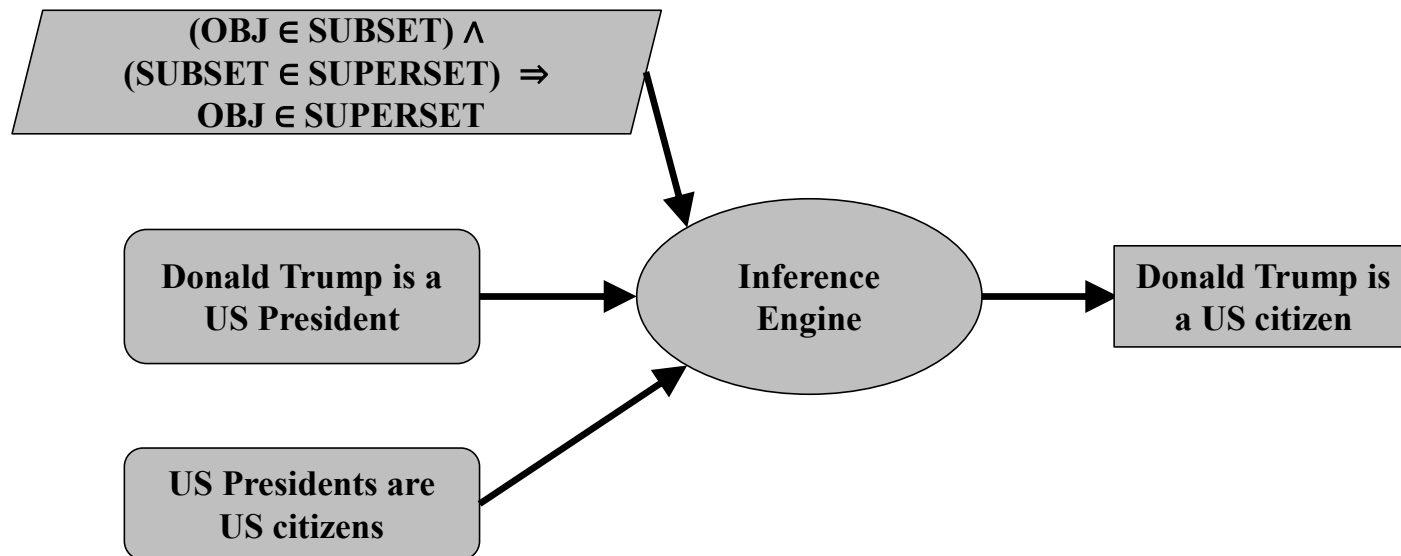 (OBJ ∈ SUBSET) ∧
(SUBSET ∈ SUPERSET) ⇒
OBJ ∈ SUPERSET
Donald Trump is a
US President
US Presidents are
US citizens
Inference
Engine
Donald Trump is
a US citizen